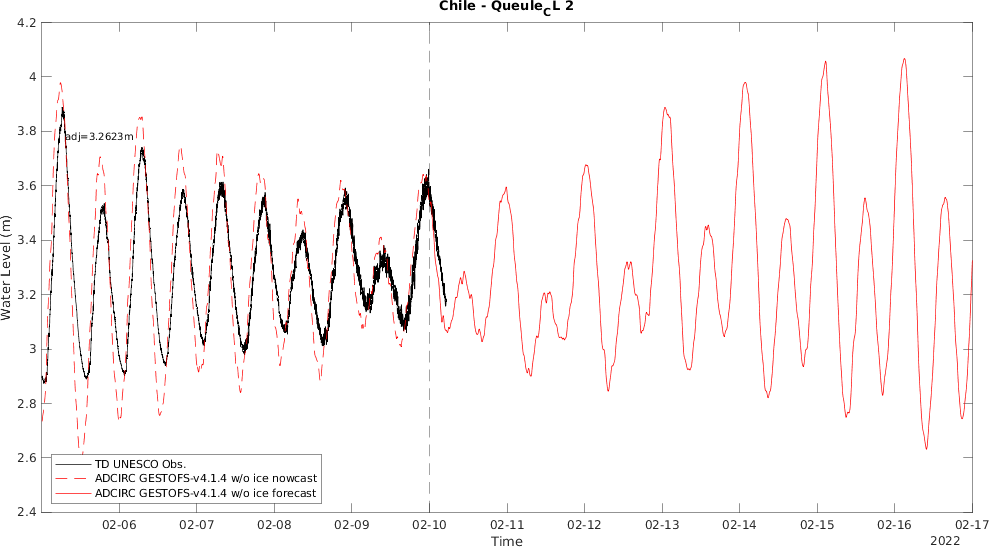 Chile - Queule_CL 2
4.2
4
3.8
3.6
3.4
3.2
3
2.8
2.6
2.4
Water Level (m)
adj=3.2623m
TD UNESCO Obs.
ADCIRC GESTOFS-v4.1.4 w/o ice nowcast
ADCIRC GESTOFS-v4.1.4 w/o ice forecast
02-06 02-07 02-08 02-09 02-10 02-11 02-12 02-13 02-14 02-15 02-16 02-17
Time
2022